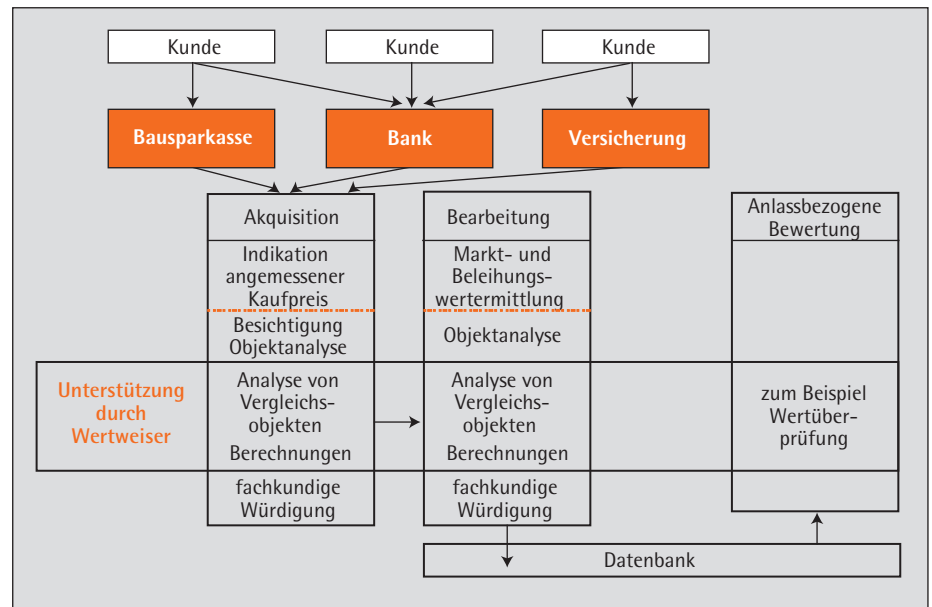 Kunde
Kunde
Kunde
Bausparkasse
Bank
Versicherung
Akquisition
Indikation
angemessener
Kaufpreis
Besichtigung
Objektanalyse
Bearbeitung
Markt- und
Beleihungs-
wertermittlung
Objektanalyse
Anlassbezogene
Bewertung
Unterstützung
durch
Wertweiser
Analyse von
Vergleichs-
objekten
Berechnungen
Analyse von
Vergleichs-
objekten
Berechnungen
zum Beispiel
Wertüber-
prüfung
fachkundige
Würdigung
fachkundige
Würdigung
Datenbank